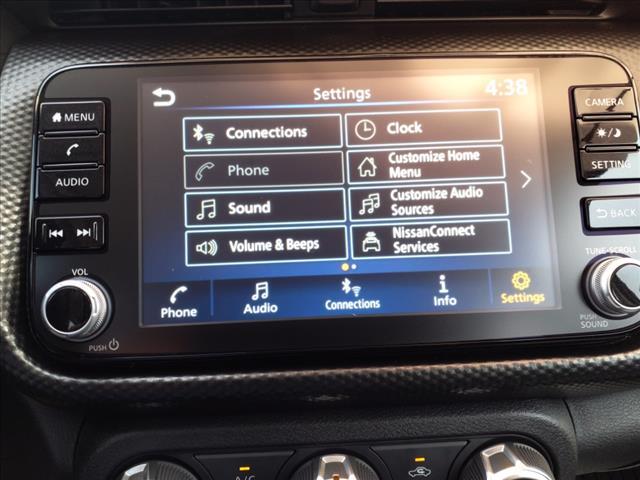 Settings
4:38
Connections
Clock
Phone
Customize Home
Menu
Sound
Customize Audio
Sources
Volume & Beeps
NissanConnect
Services
Phone
Audio
Connections
Info
Settings
MENU
AUDIO
VOL
PUSH
CAMERA
SETTING
BACK
TUNE·SCROLL
PUSH
SOUND
A/C